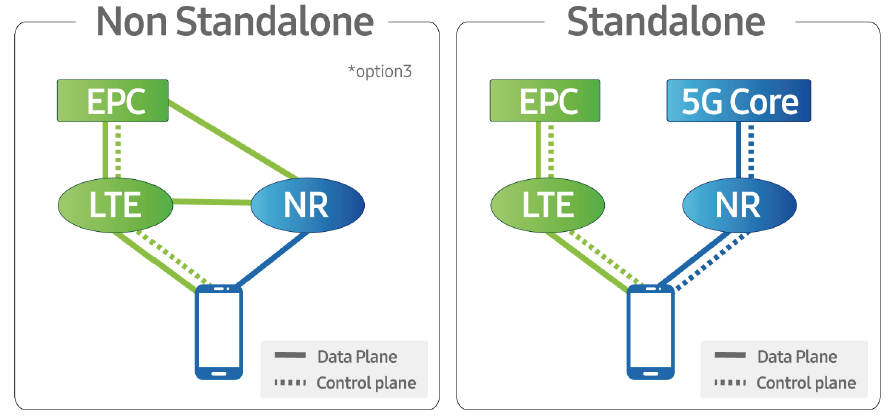 Non Standalone
*option3
EPC
LTE
NR
Data Plane
Control plane
Standalone
EPC
5G Core
LTE
NR
Data Plane
Control plane